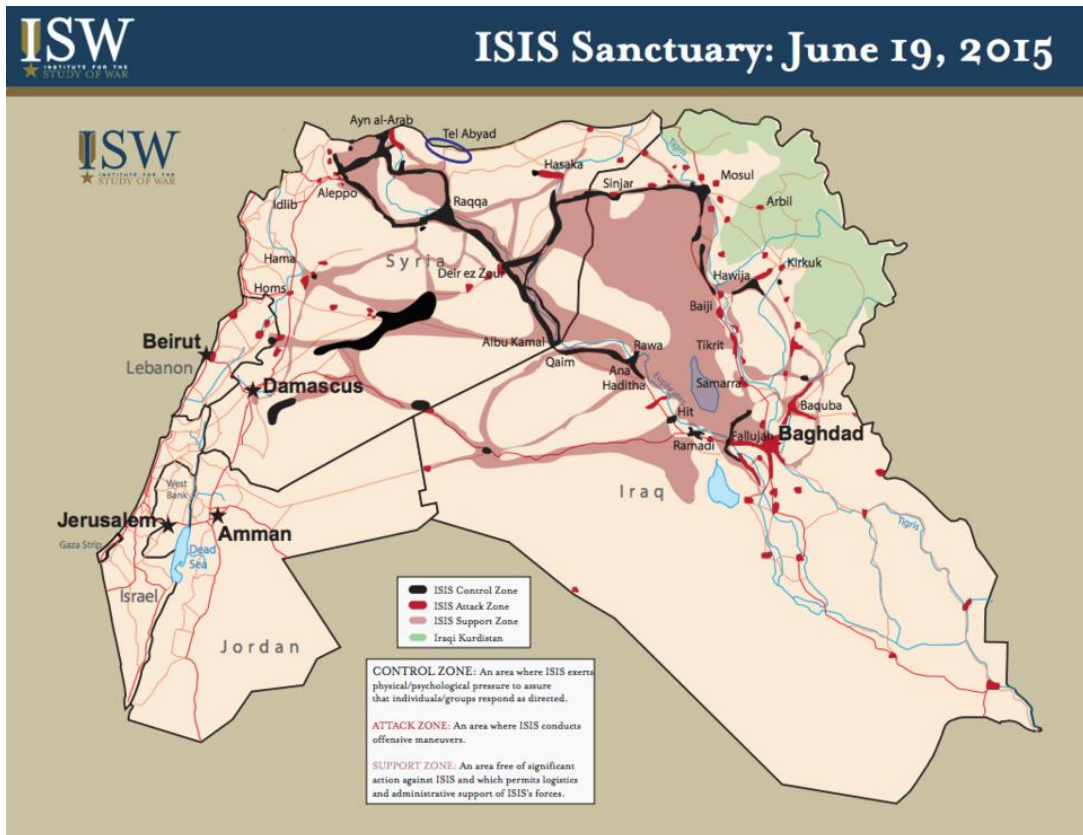 ISW
INSTITUTE FOR THE
STUDY OF WAR
ISIS Sanctuary: June 19, 2015
ISW
INSTITUTE FOR THE
STUDY OF WAR
Ayn al-Arab
Tel Abyad
Tigris
Hasaka
Mosul
Sinjar
Aleppo
Idlib
Arbil
Raqqa
Hama
Syria
Kirkuk
Deir ez Zour
Hawija
Homs
Baiji
Beirut
Albu Kamal
Rawa
Tikrit
Lebanon
Qaim
Ana
Haditha
Euphrates
Samarra
Damascus
Hit
Baquba
Ramadi
Fallujah
Baghdad
West
Bank
Iraq
Jerusalem
Amman
Tigris
Gaza Strip
Dead
Sea
Israel
Jordan
ISIS Control Zone
ISIS Attack Zone
ISIS Support Zone
Iraqi Kurdistan
CONTROL ZONE: An area where ISIS exerts
physical/psychological pressure to assure
that individuals/groups respond as directed.
ATTACK ZONE: An area where ISIS conducts
offensive maneuvers.
SUPPORT ZONE: An area free of significant
action against ISIS and which permits logistics
and administrative support of ISIS's forces.